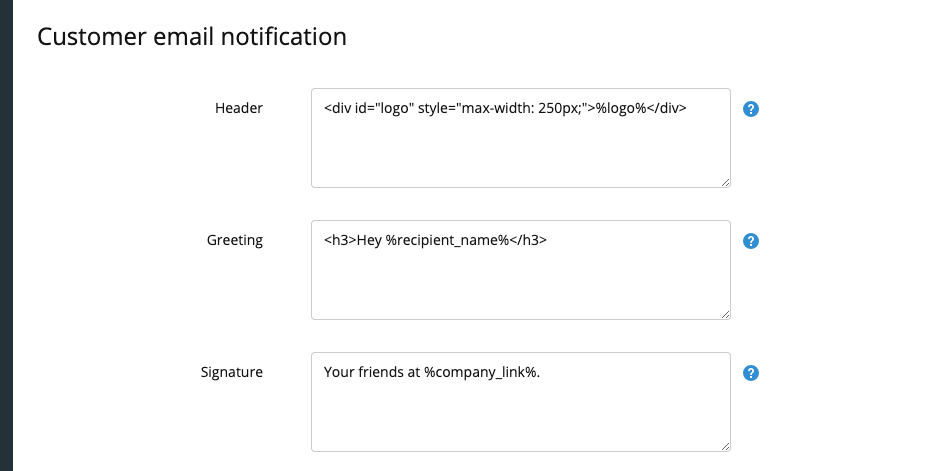 Customer email notification
Header
<div id="logo" style="max-width: 250px;">%logo%</div>
?
Greeting
<h3>Hey %recipient_name%</h3>
?
Signature
Your friends at %company_link%.
?